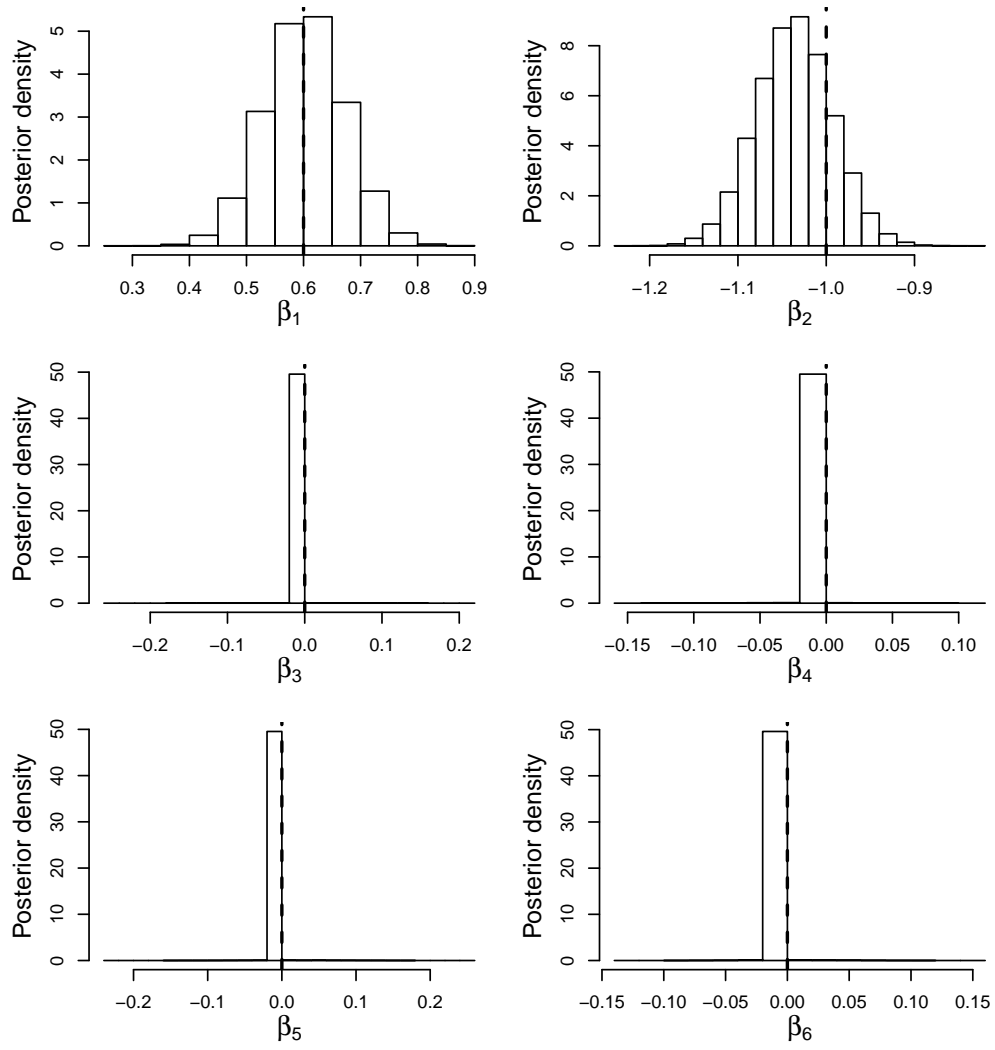 Posterior density
0 1 2 3 4 5
0.3 0.4 0.5 0.6 0.7 0.8 0.9
β1
Posterior density
0 2 4 6 8
−1.2 −1.1 −1.0 −0.9
β2
Posterior density
0 10 20 30 40 50
−0.2 −0.1 0.0 0.1 0.2
β3
Posterior density
0 10 20 30 40 50
−0.15 −0.10 −0.05 0.00 0.05 0.10
β4
Posterior density
0 10 20 30 40 50
−0.2 −0.1 0.0 0.1 0.2
β5
Posterior density
0 10 20 30 40 50
−0.15 −0.10 −0.05 0.00 0.05 0.10 0.15
β6